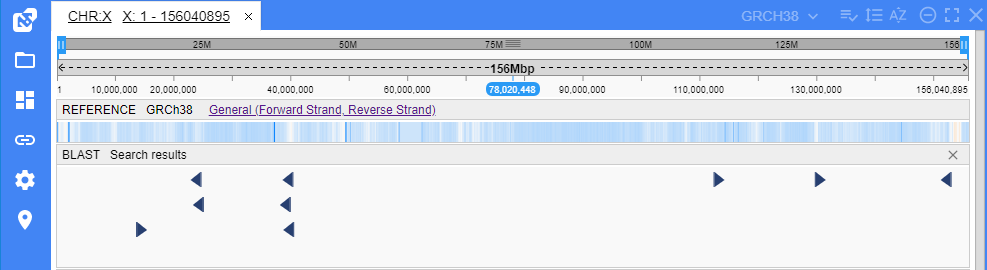 CHR:X X: 1 - 156040895 GRCH38
25M 50M 75M 100M 125M 156
156Mbp
1 10,000,000 20,000,000 40,000,000 60,000,000 78,020,448 90,000,000 110,000,000 130,000,000 156,040,895
REFERENCE GRCh38 General (Forward Strand, Reverse Strand)
BLAST Search results